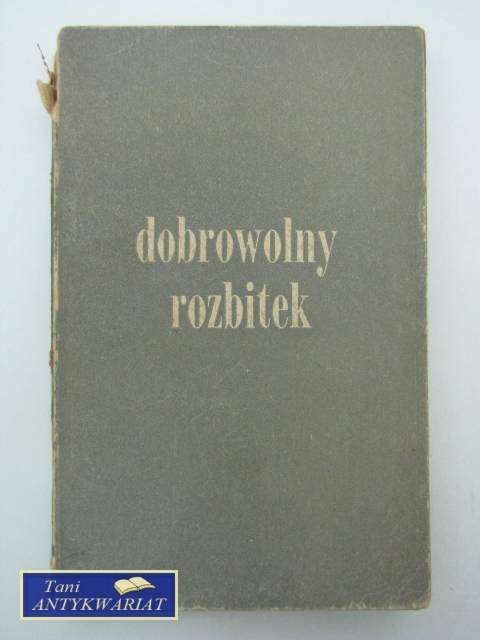 dobrowolny
rozbitek
Tani
ANTYKWARIAT